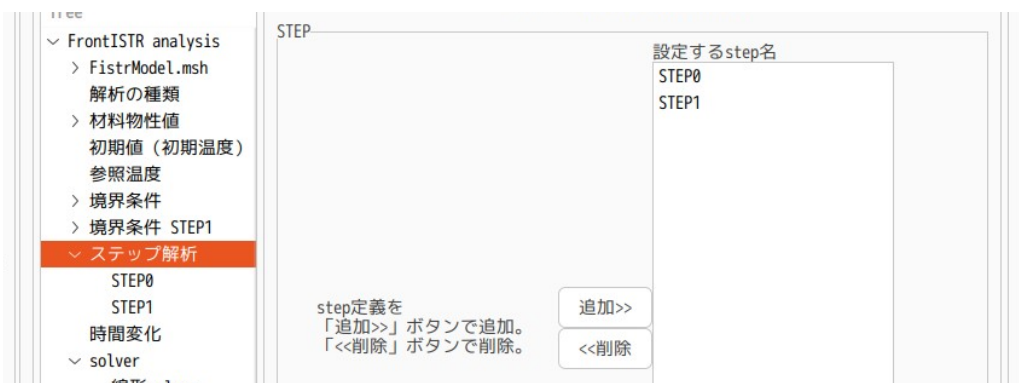 Tree
FrontISTR analysis
FistrModel.msh
解析の種類
材料物性値
初期値 (初期温度)
参照温度
境界条件
境界条件 STEP1
ステップ解析
STEP0
STEP1
時間変化
solver
STEP
設定するstep名
STEP0
STEP1
step定義を
「追加>>」ボタンで追加。
「<<削除」ボタンで削除。
追加>>
<<削除